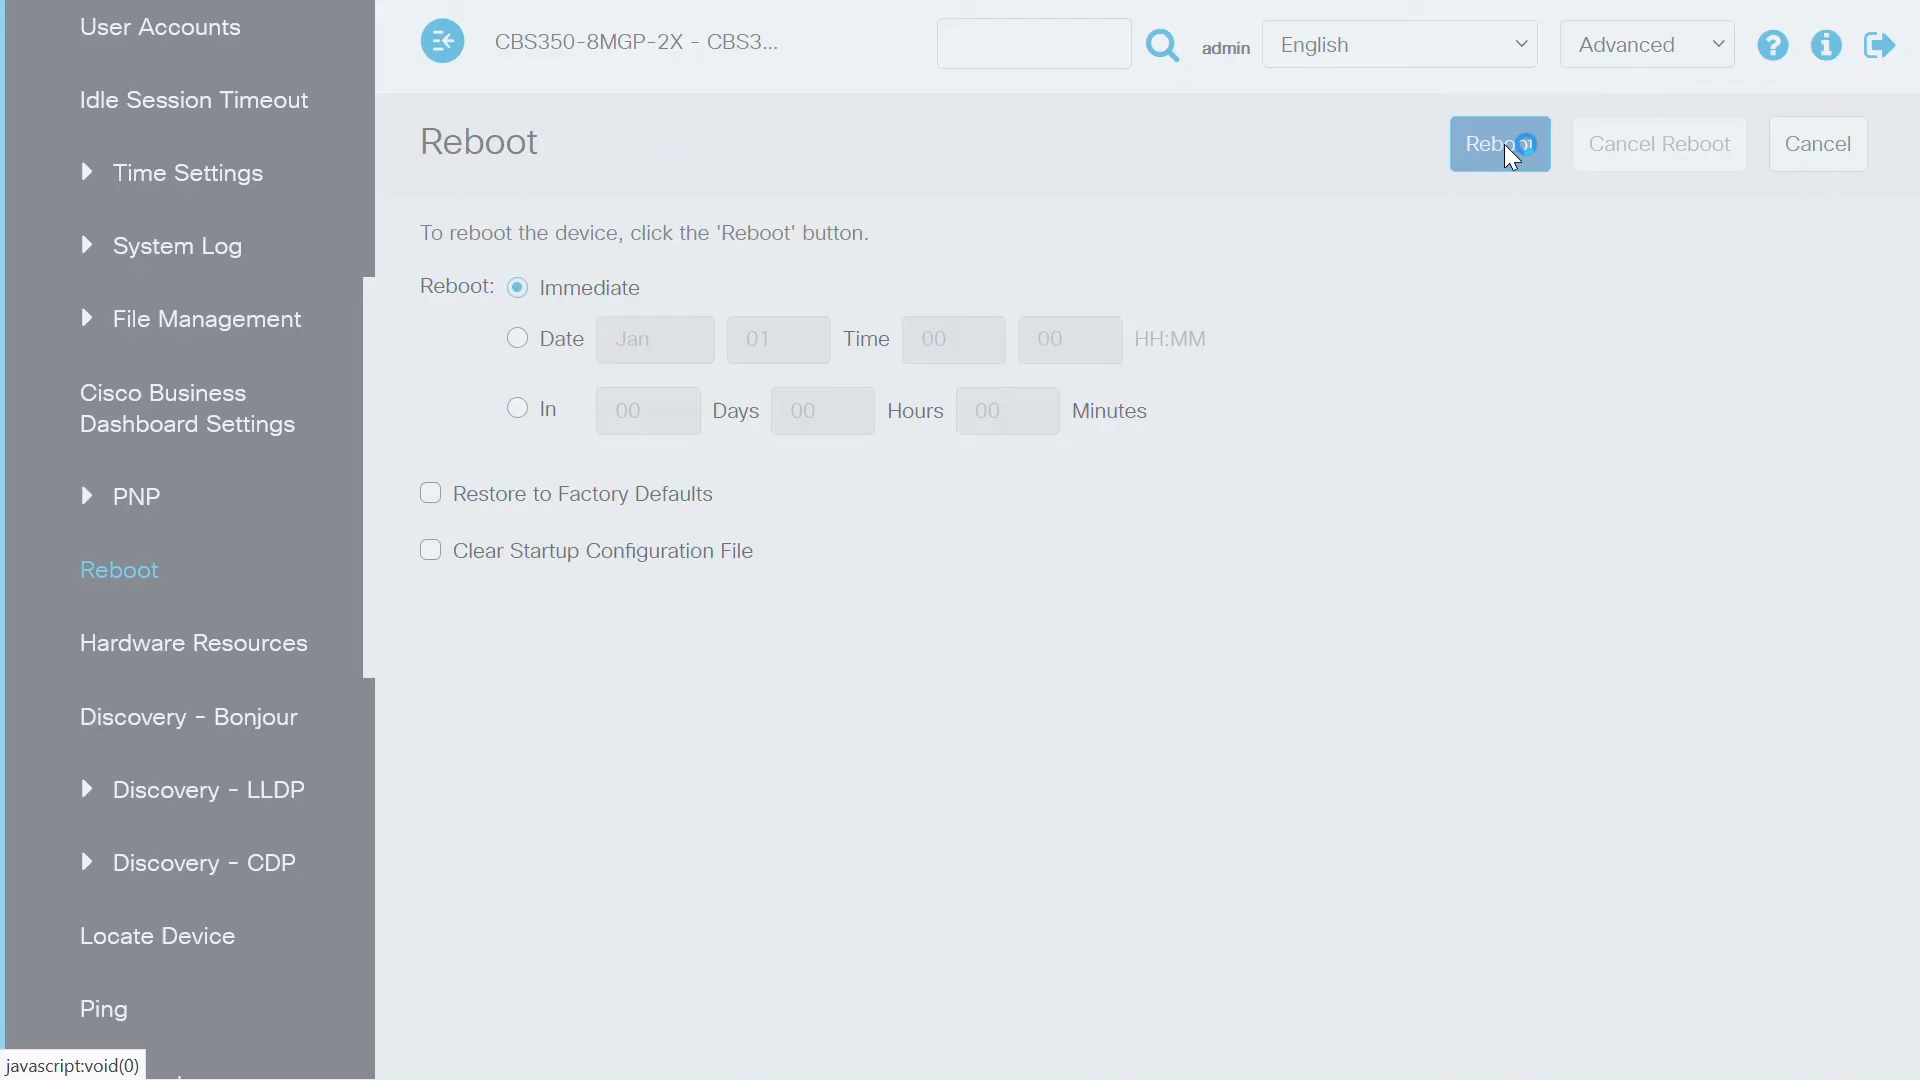 User Accounts
Idle Session Timeout
Time Settings
System Log
File Management
Cisco Business
Dashboard Settings
PNP
Reboot
Hardware Resources
Discovery - Bonjour
Discovery - LLDP
Discovery - CDP
Locate Device
Ping
javascript:void(0)
CBS350-8MGP-2X - CBS3...
admin
English
Advanced
Reboot
Reboot
Cancel Reboot
Cancel
To reboot the device, click the 'Reboot' button.
Reboot: Immediate
Date Jan 01 Time 00 00 HH:MM
In 00 Days 00 Hours 00 Minutes
Restore to Factory Defaults
Clear Startup Configuration File